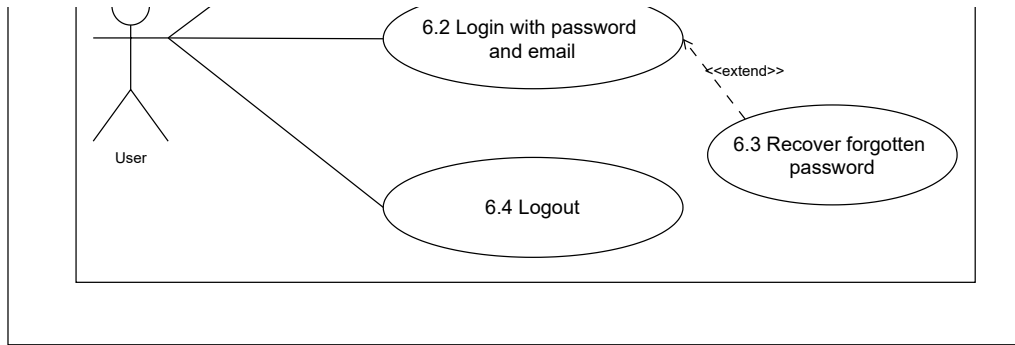 6.2 Login with password
and email
<<extend>>
6.3 Recover forgotten
password
User
6.4 Logout